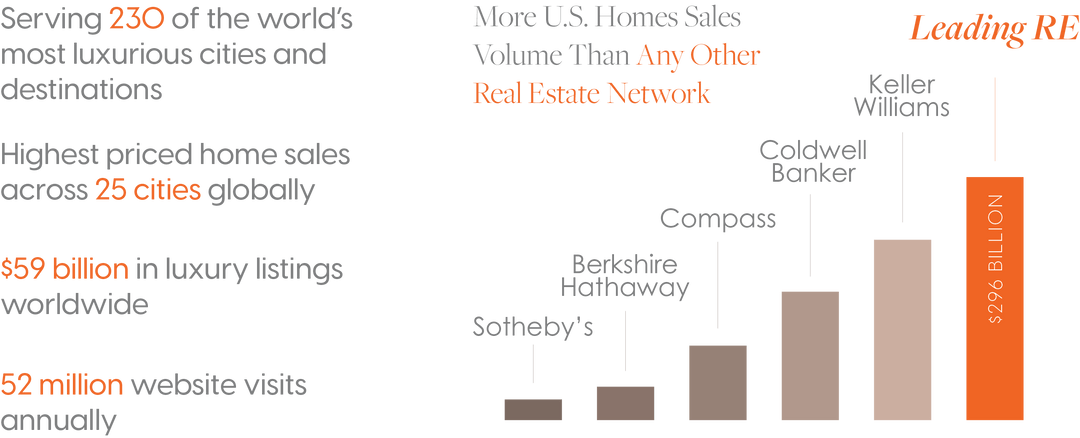 Serving 230 of the world's
most luxurious cities and
destinations
Highest priced home sales
across 25 cities globally
$59 billion in luxury listings
worldwide
52 million website visits
annually
More U.S. Homes Sales
Volume Than Any Other
Real Estate Network
Sotheby's
Berkshire
Hathaway
Compass
Coldwell
Banker
Keller
Williams
Leading RE
$296 BILLION